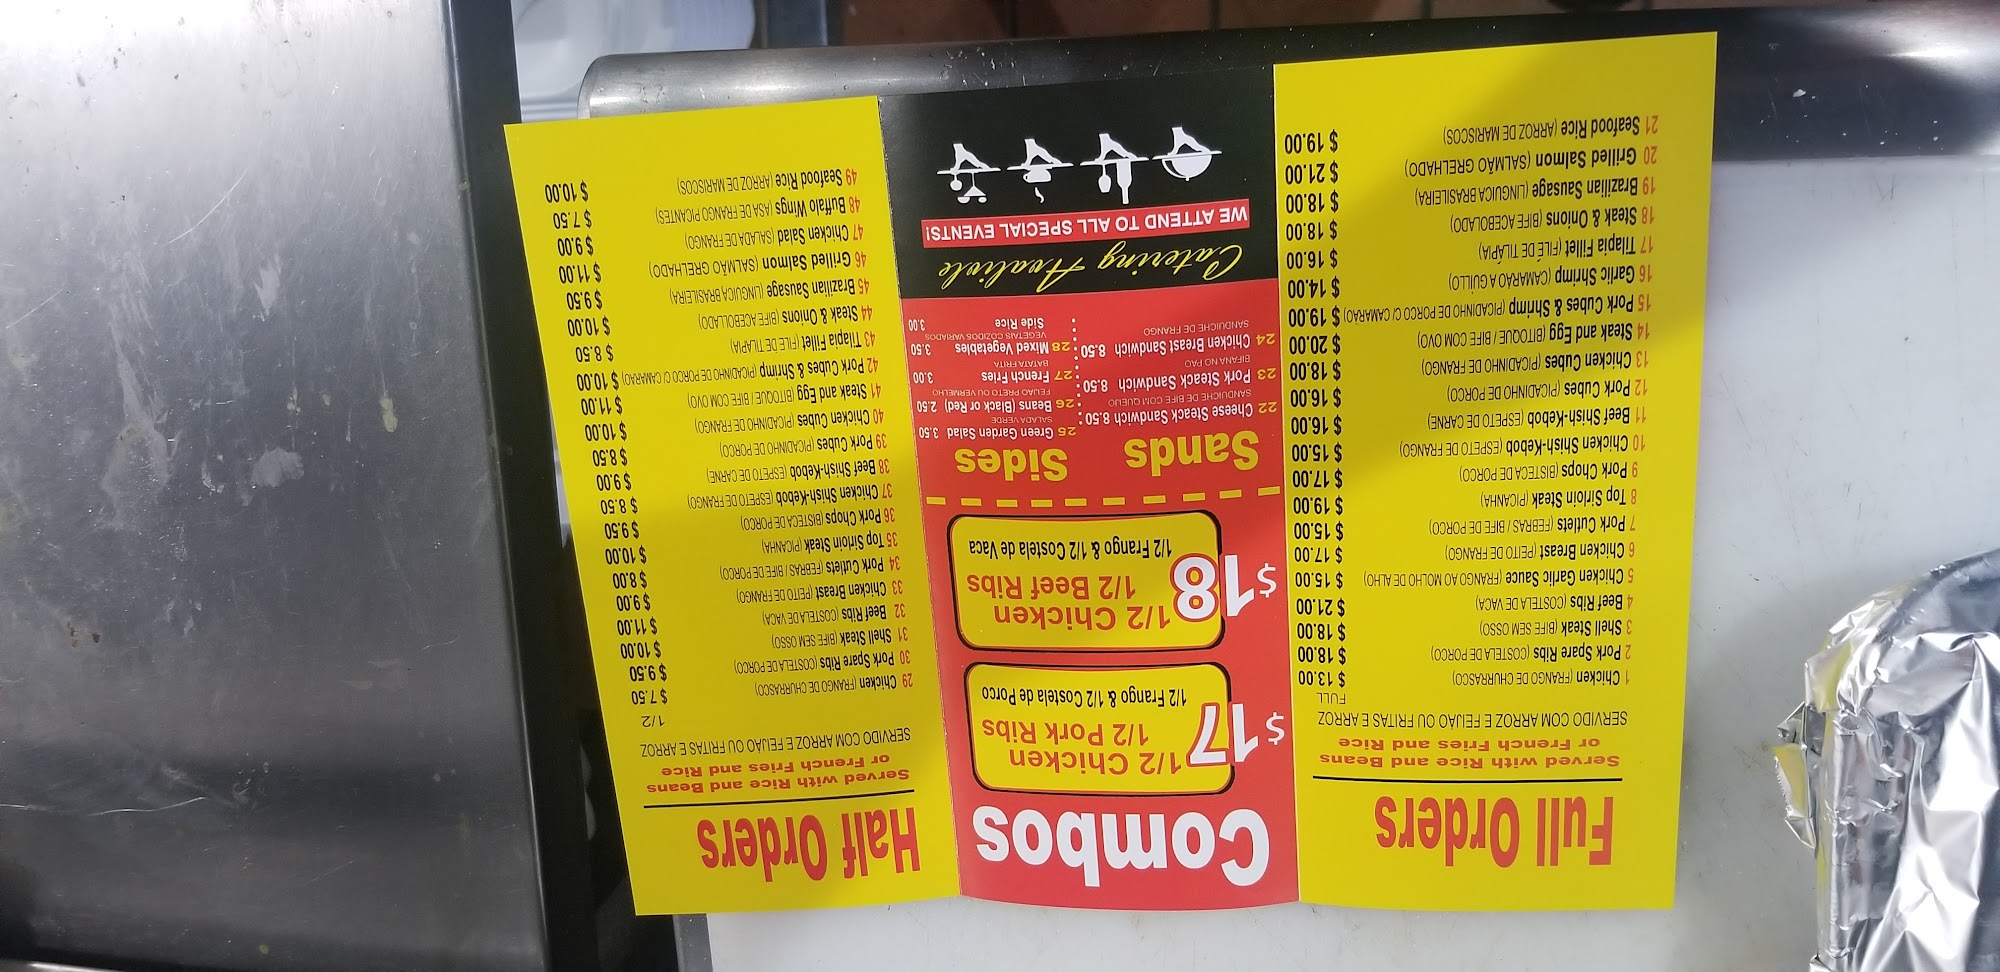 Full Orders
Served with Rice and Beans
or French Fries and Rice
SERVIDO COM ARROZ E FEIJÃO OU FRITAS E ARROZ
FULL
1 Chicken (FRANGO DE CHURRASCO) $ 13.00
2 Pork Spare Ribs (COSTELA DE PORCO) $ 18.00
3 Shell Steak (BIFE SEM OSSO) $ 18.00
4 Beef Ribs (COSTELA DE VACA) $ 21.00
5 Chicken Garlic Sauce (FRANGO AO MOLHO DE ALHO) $ 15.00
6 Chicken Breast (PEITO DE FRANGO) $ 17.00
7 Pork Cutlets (FEBRAS / BIFE DE PORCO) $ 15.00
8 Top Sirloin Steak (PICANHA) $ 19.00
9 Pork Chops (BISTECA DE PORCO) $ 17.00
10 Chicken Shish-Kebob (ESPETO DE FRANGO) $ 15.00
11 Beef Shish-Kebob (ESPETO DE CARNE) $ 16.00
12 Pork Cubes (PICADINHO DE PORCO) $ 16.00
13 Chicken Cubes (PICADINHO DE FRANGO) $ 18.00
14 Steak and Egg (BITOQUE / BIFE COM OVO) $ 20.00
15 Pork Cubes & Shrimp (PICADINHO DE PORCO C/ CAMARÃO) $ 19.00
16 Garlic Shrimp (CAMARÃO A GUILLO) $ 14.00
17 Tilapia Fillet (FILÉ DE TILÁPIA) $ 16.00
18 Steak & Onions (BIFE ACEBOLADO) $ 18.00
19 Brazilian Sausage (LINGUIÇA BRASILEIRA) $ 18.00
20 Grilled Salmon (SALMÃO GRELHADO) $ 21.00
21 Seafood Rice (ARROZ DE MARISCOS) $ 19.00
Combos
$17 1/2 Chicken
1/2 Pork Ribs
1/2 Frango & 1/2 Costela de Porco
$18 1/2 Chicken
1/2 Beef Ribs
1/2 Frango & 1/2 Costela de Vaca
Sands
22 Cheese Steack Sandwich 8.50
SANDUICHE DE BIFE COM QUEIJO
23 Pork Steack Sandwich 8.50
BIFANA NO PAO
24 Chicken Breast Sandwich 8.50
SANDUICHE DE FRANGO
Sides
25 Green Garden Salad 3.50
SALADA VERDE
26 Beans (Black or Red) 2.50
FEIJAO PRETO OU VERMELHO
27 French Fries 3.00
BATATA FRITA
28 Mixed Vegetables 3.50
VEGETAIS COZIDOS VARIADOS
Side Rice 3.00
Catering Avaliole
WE ATTEND TO ALL SPECIAL EVENTS!
Half Orders
Served with Rice and Beans
or French Fries and Rice
SERVIDO COM ARROZ E FEIJAO OU FRITAS E ARROZ
1/2
29 Chicken (FRANGO DE CHURRASCO) $ 7.50
30 Pork Spare Ribs (COSTELA DE PORCO) $ 9.50
31 Shell Steak (BIFE SEM OSSO) $ 10.00
32 Beef Ribs (COSTELA DE VACA) $ 11.00
33 Chicken Breast (PEITO DE FRANGO) $ 9.00
34 Pork Cutlets (FEBRAS / BIFE DE PORCO) $ 8.00
35 Top Sirloin Steak (PICANHA) $ 10.00
36 Pork Chops (BISTECA DE PORCO) $ 9.50
37 Chicken Shish-Kebob (ESPETO DE FRANGO) $ 8.50
38 Beef Shish-Kebob (ESPETO DE CARNE) $ 9.00
39 Pork Cubes (PICADINHO DE PORCO) $ 8.50
40 Chicken Cubes (PICADINHO DE FRANGO) $ 10.00
41 Steak and Egg (BITOQUE / BIFE COM OVO) $ 11.00
42 Pork Cubes & Shrimp (PICADINHO DE PORCO C/ CAMARAO) $ 10.00
43 Tilapia Fillet (FILE DE TILAPIA) $ 8.50
44 Steak & Onions (BIFE ACEBOLLADO) $ 10.00
45 Brazilian Sausage (LINGUIÇA BRASILEIRA) $ 9.50
46 Grilled Salmon (SALMÃO GRELHADO) $ 11.00
47 Chicken Salad (SALADA DE FRANGO) $ 9.00
48 Buffalo Wings (ASA DE FRANGO PICANTES) $ 7.50
49 Seafood Rice (ARROZ DE MARISCOS) $ 10.00